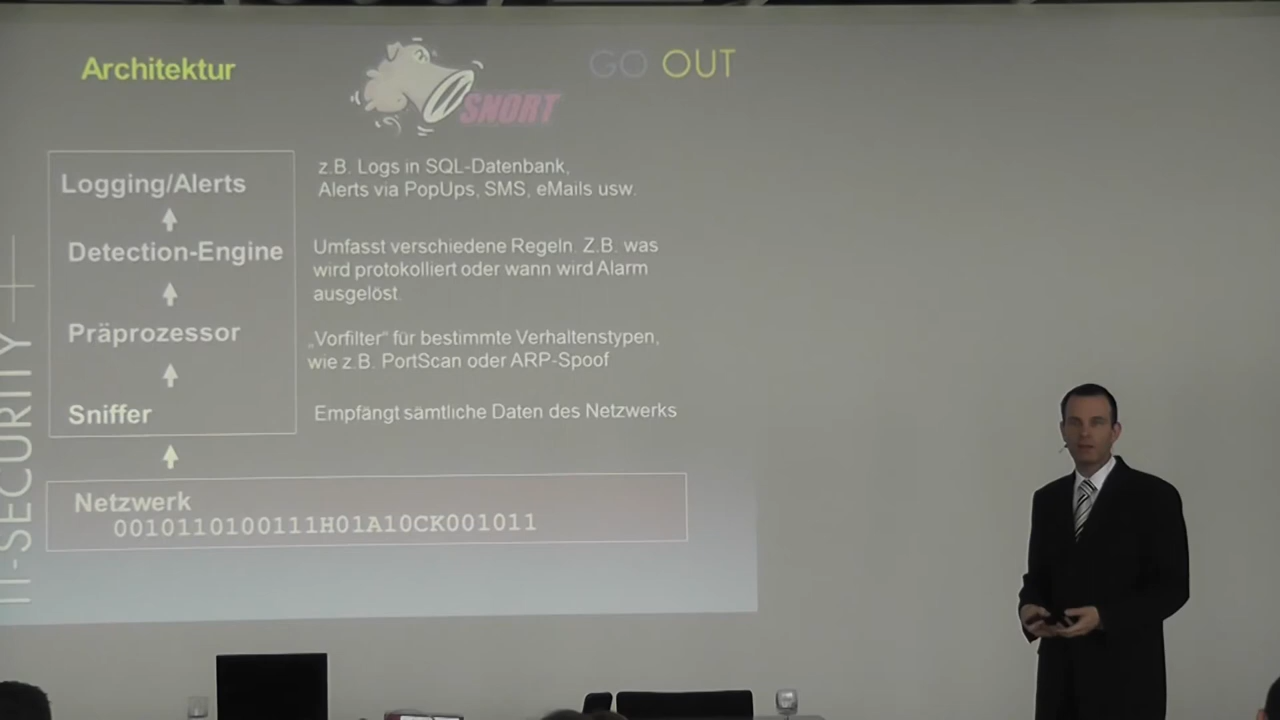 Architektur
SNORT
GO OUT
Logging/Alerts
z.B. Logs in SQL-Datenbank,
Alerts via PopUps, SMS, eMails usw.
Detection-Engine
Umfasst verschiedene Regeln. Z.B. was
wird protokolliert oder wann wird Alarm
ausgelöst.
Präprozessor
„Vorfilter“ für bestimmte Verhaltenstypen,
wie z.B. PortScan oder ARP-Spoof
Sniffer
Empfängt sämtliche Daten des Netzwerks
Netzwerk
0010110100111H01A10CK001011
IT-SECURITY